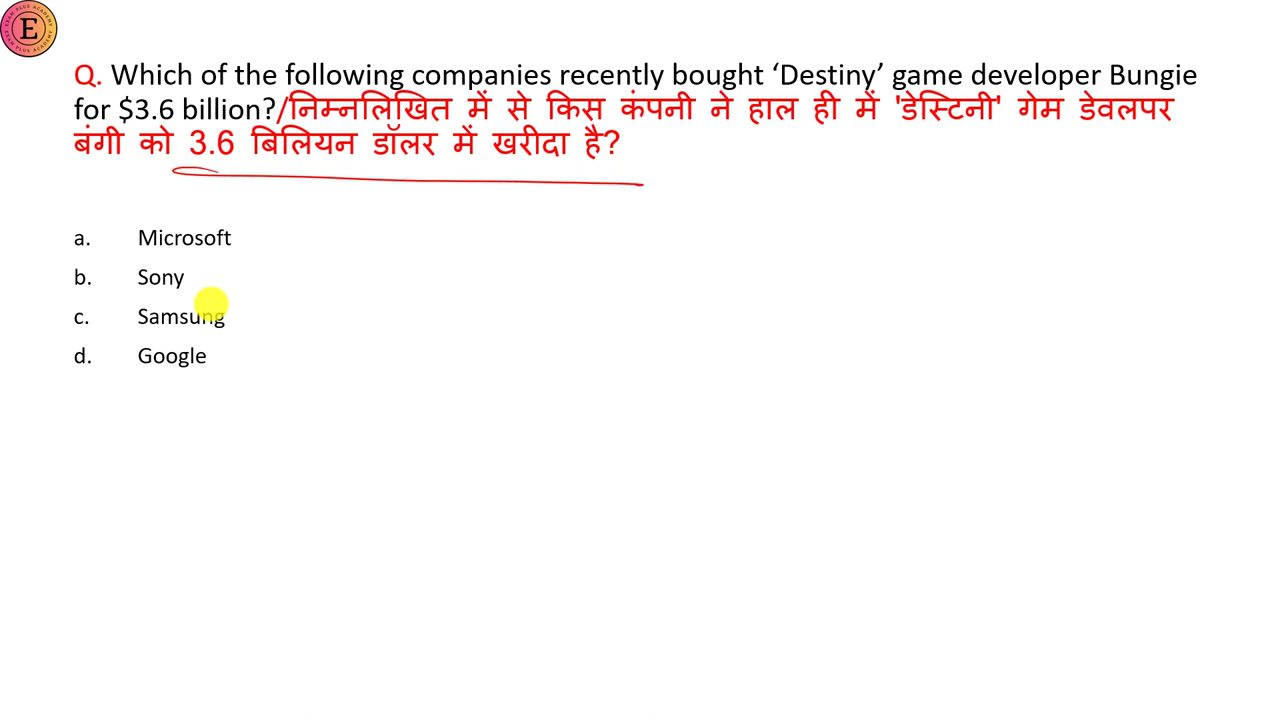 E
Q. Which of the following companies recently bought ‘Destiny’ game developer Bungie
for $3.6 billion?/निम्नलिखित में से किस कंपनी ने हाल ही में 'डेस्टिनी' गेम डेवलपर
बंगी को 3.6 बिलियन डॉलर में खरीदा है?
a. Microsoft
b. Sony
c. Samsung
d. Google